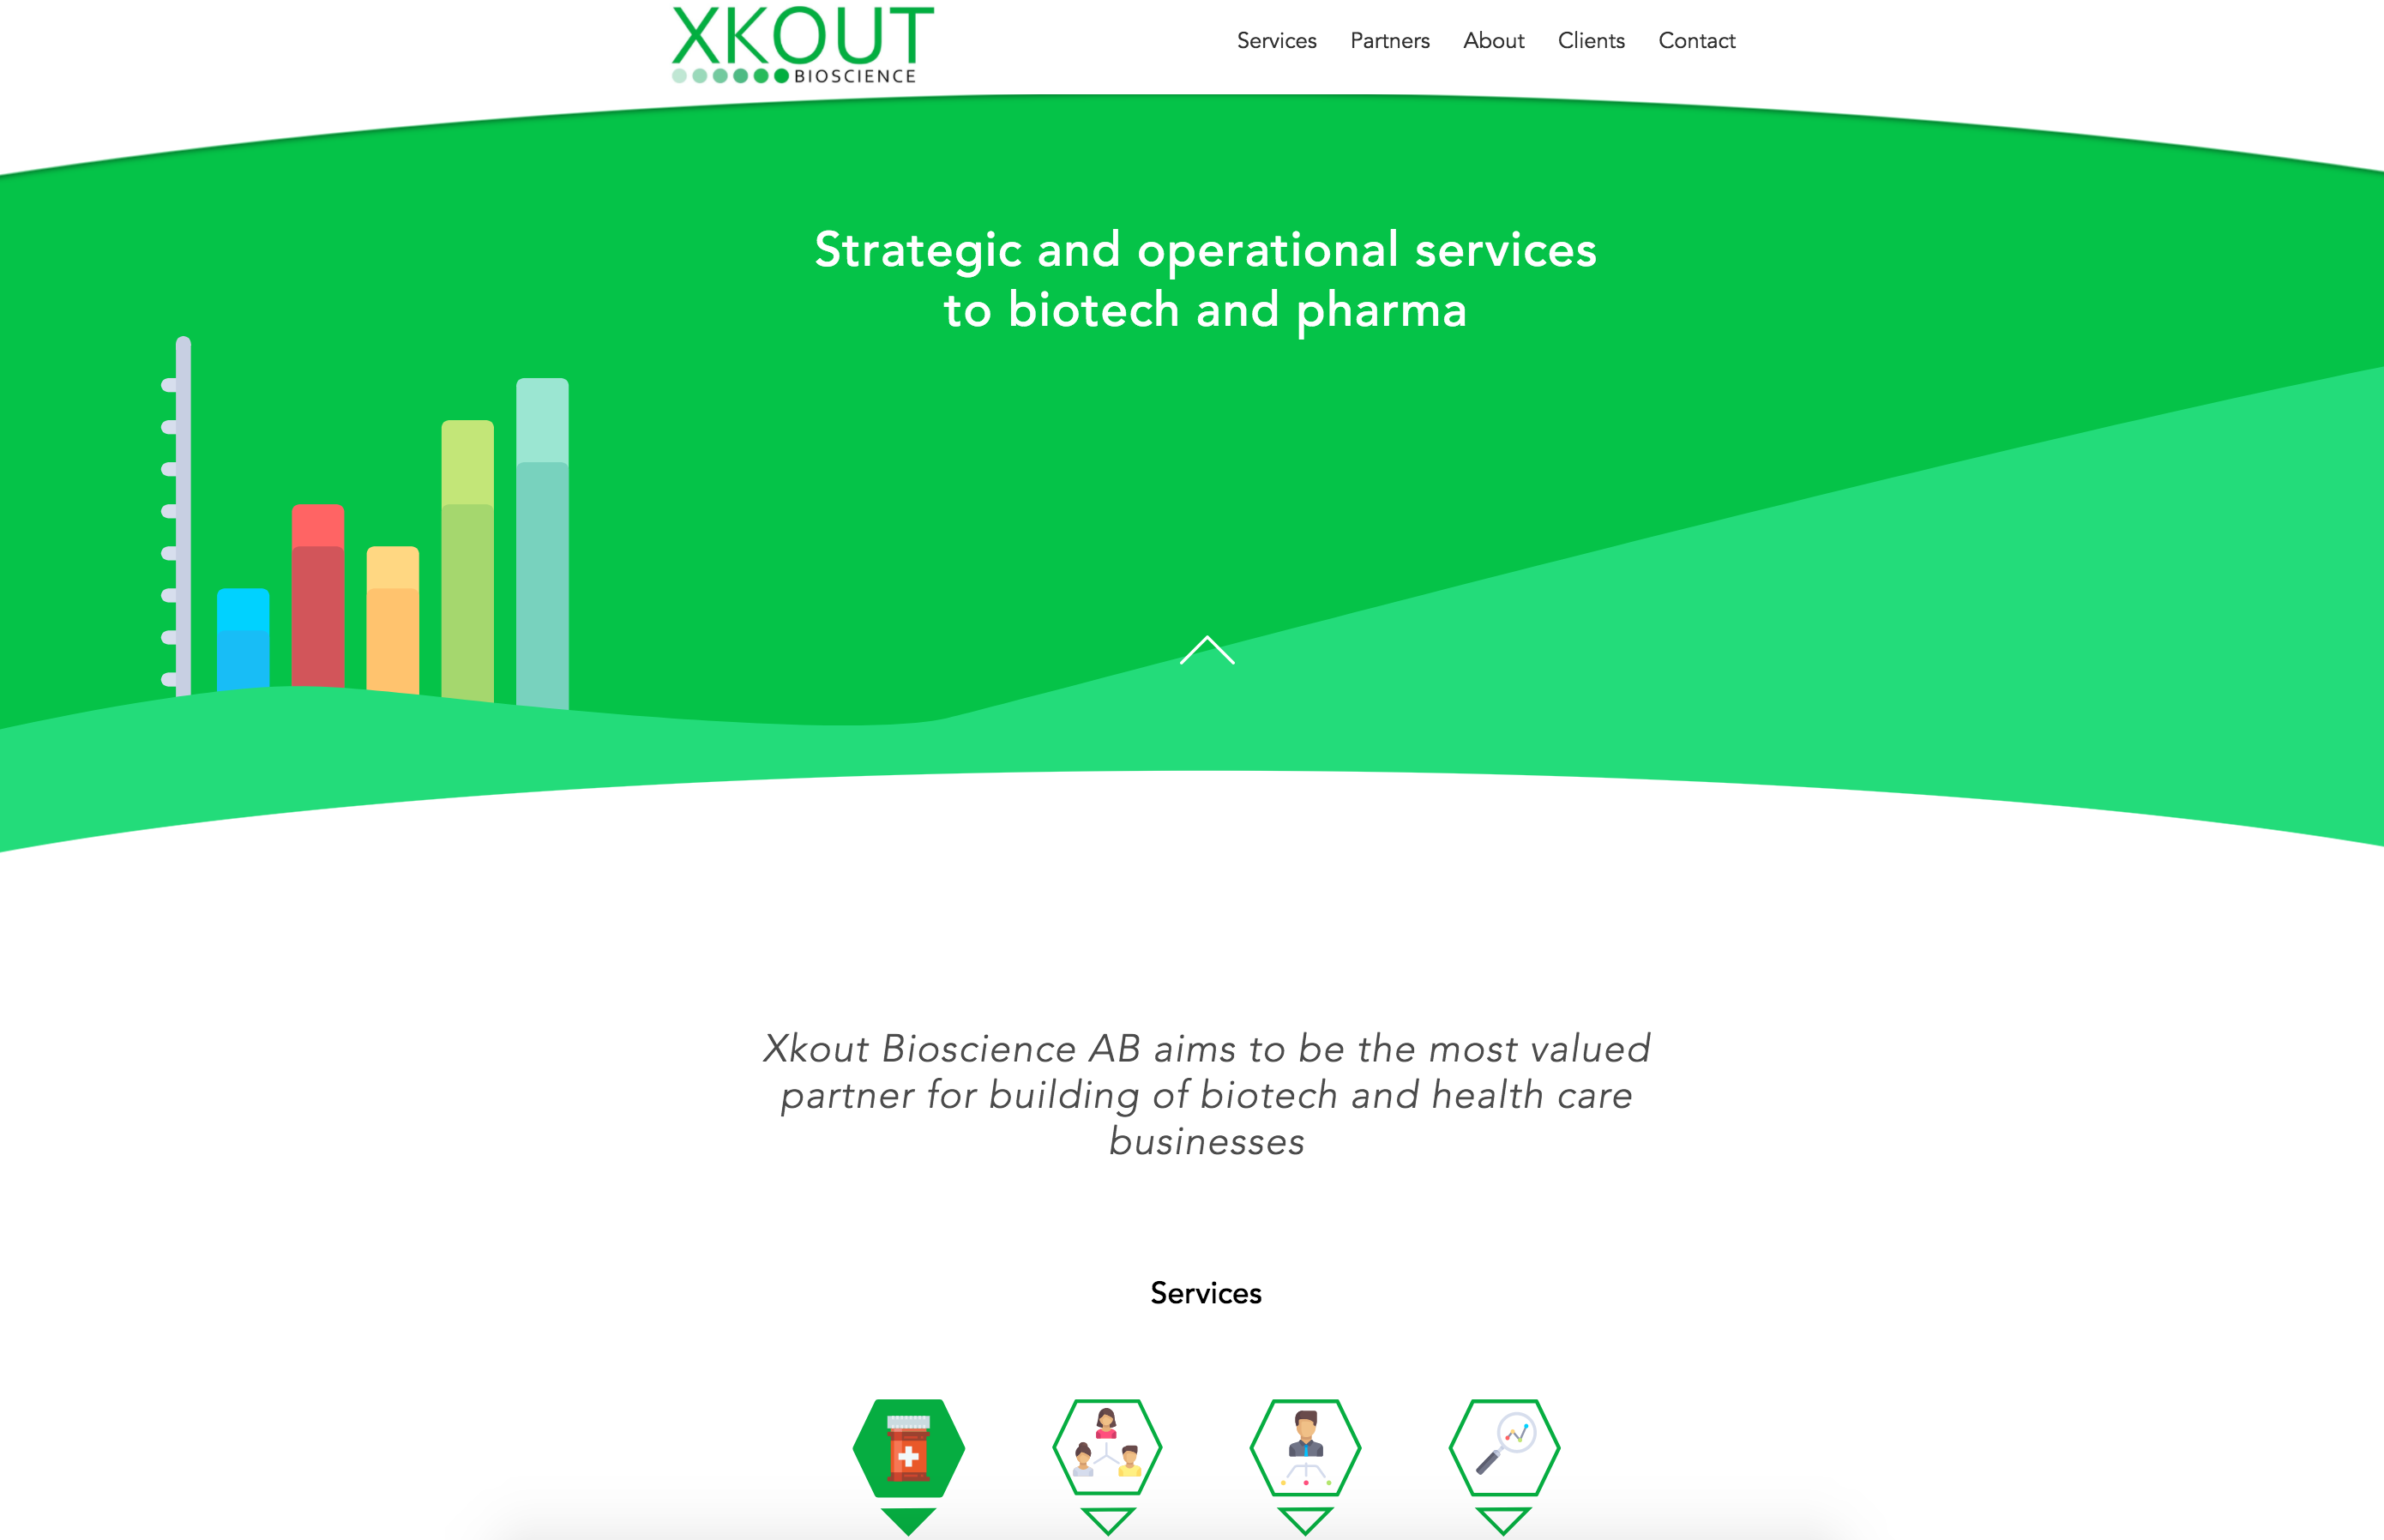 XKOUT
BIOSCIENCE
Services Partners About Clients Contact
Strategic and operational services
to biotech and pharma
Xkout Bioscience AB aims to be the most valued
partner for building of biotech and health care
businesses
Services